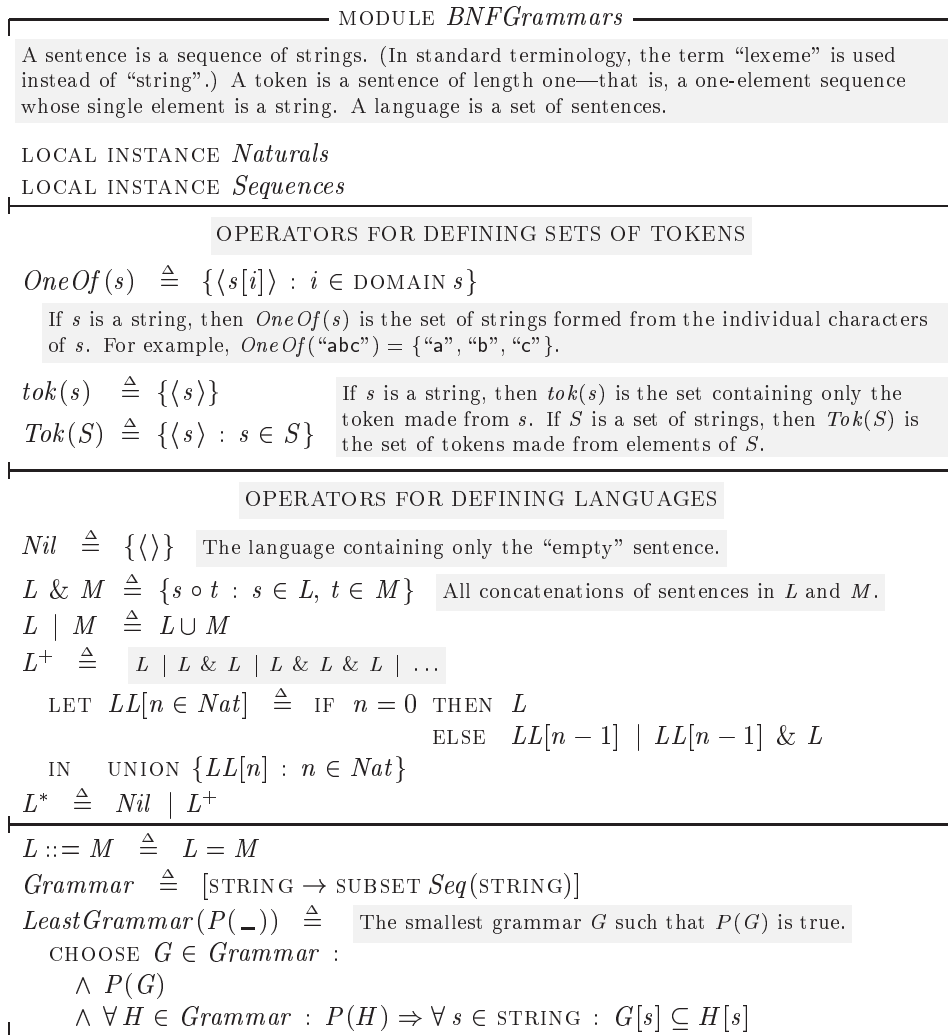 MODULE BNFGrammars
A sentence is a sequence of strings. (In standard terminology, the term “lexeme” is used
instead of “string”.) A token is a sentence of length one—that is, a one-element sequence
whose single element is a string. A language is a set of sentences.
LOCAL INSTANCE Naturals
LOCAL INSTANCE Sequences
OPERATORS FOR DEFINING SETS OF TOKENS
OneOf(s) ≜ {⟨s[i]⟩ : i ∈ DOMAIN s}
If s is a string, then OneOf(s) is the set of strings formed from the individual characters
of s. For example, OneOf(“abc”) = {“a”, “b”, “c”}.
tok(s) ≜ {⟨s⟩}
Tok(S) ≜ {⟨s⟩ : s ∈ S}
If s is a string, then tok(s) is the set containing only the
token made from s. If S is a set of strings, then Tok(S) is
the set of tokens made from elements of S.
OPERATORS FOR DEFINING LANGUAGES
Nil ≜ {⟨⟩} The language containing only the “empty” sentence.
L & M ≜ {s ∘ t : s ∈ L, t ∈ M} All concatenations of sentences in L and M.
L | M ≜ L ∪ M
L⁺ ≜ L | L & L | L & L & L | ...
LET LL[n ∈ Nat] ≜ IF n = 0 THEN L
ELSE LL[n − 1] | LL[n − 1] & L
IN UNION {LL[n] : n ∈ Nat}
L* ≜ Nil | L⁺
L ::= M ≜ L = M
Grammar ≜ [STRING → SUBSET Seq(STRING)]
LeastGrammar(P(_)) ≜ The smallest grammar G such that P(G) is true.
CHOOSE G ∈ Grammar :
∧ P(G)
∧ ∀ H ∈ Grammar : P(H) ⇒ ∀ s ∈ STRING : G[s] ⊆ H[s]